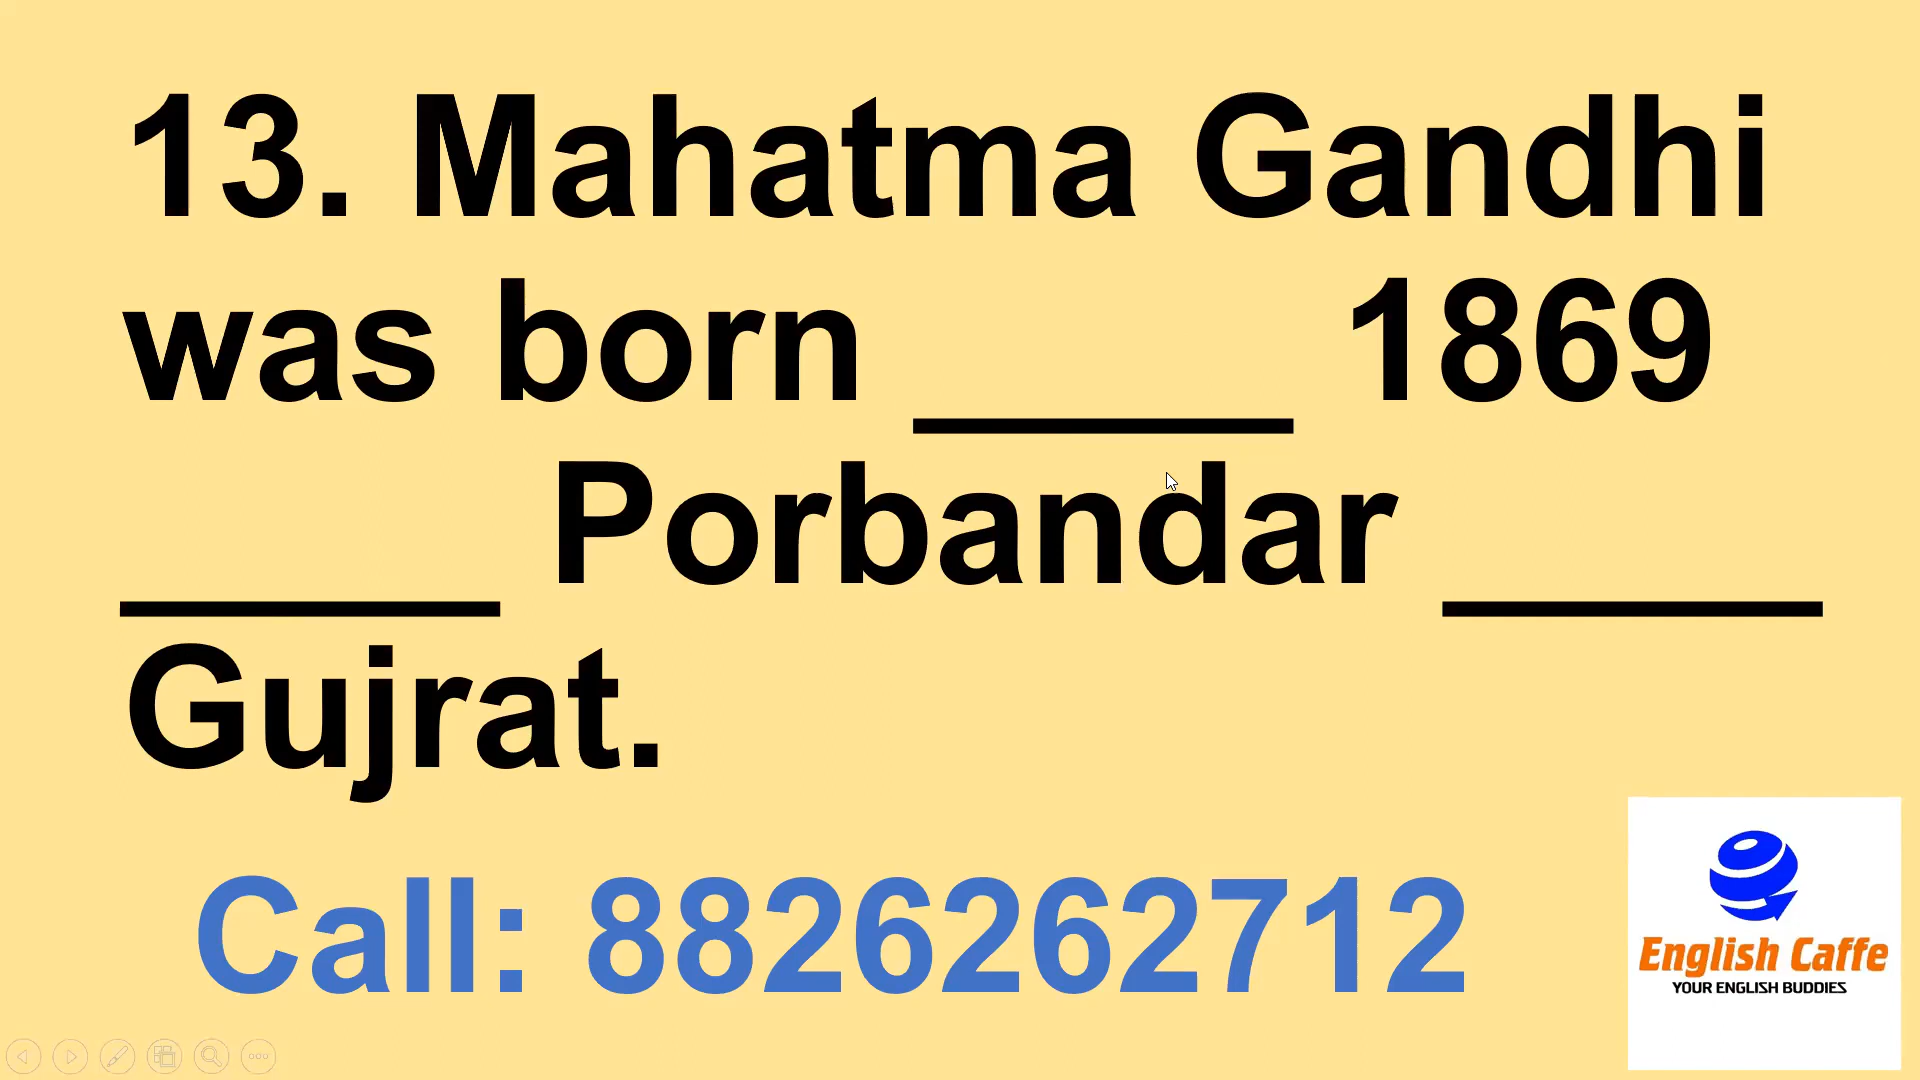 13. Mahatma Gandhi
was born _____ 1869
_____ Porbandar _____
Gujrat.
Call: 8826262712
English Caffe
YOUR ENGLISH BUDDIES